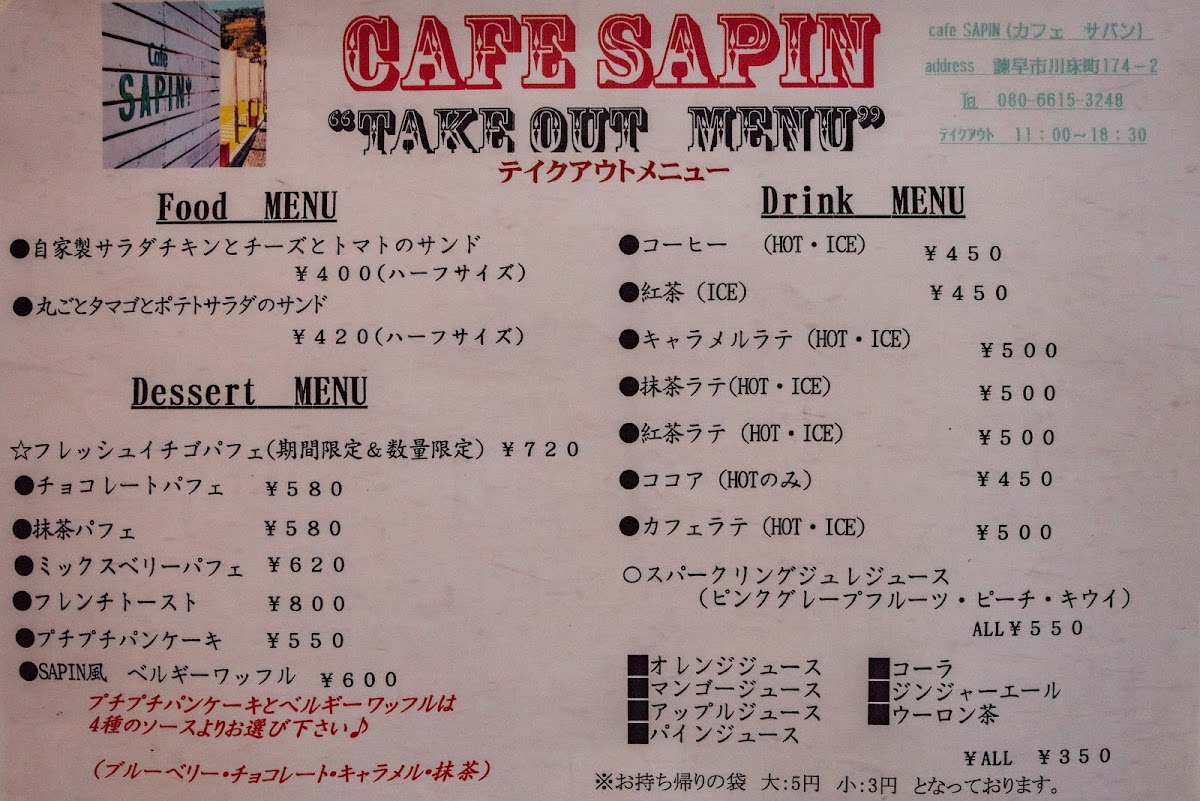 Café
SAPIN
CAFE SAPIN
“TAKE OUT MENU”
テイクアウトメニュー
cafe SAPIN(カフェ サパン)
address 諫早市川床町174－2
℡ 080-6615-3248
テイクアウト 11：00～18：30
Food MENU
●自家製サラダチキンとチーズとトマトのサンド
￥400(ハーフサイズ)
●丸ごとタマゴとポテトサラダのサンド
￥420(ハーフサイズ)
Dessert MENU
☆フレッシュイチゴパフェ(期間限定＆数量限定) ￥720
●チョコレートパフェ ￥580
●抹茶パフェ ￥580
●ミックスベリーパフェ ￥620
●フレンチトースト ￥800
●プチプチパンケーキ ￥550
●SAPIN風 ベルギーワッフル ￥600
プチプチパンケーキとベルギーワッフルは
4種のソースよりお選び下さい♪
（ブルーベリー・チョコレート・キャラメル・抹茶）
Drink MENU
●コーヒー (HOT・ICE) ￥450
●紅茶 (ICE) ￥450
●キャラメルラテ (HOT・ICE) ￥500
●抹茶ラテ(HOT・ICE) ￥500
●紅茶ラテ (HOT・ICE) ￥500
●ココア (HOTのみ) ￥450
●カフェラテ (HOT・ICE) ￥500
○スパークリングジュレジュース
（ピンクグレープフルーツ・ピーチ・キウイ）
ALL￥550
■オレンジジュース
■マンゴージュース
■アップルジュース
■パインジュース
■コーラ
■ジンジャーエール
■ウーロン茶
￥ALL ￥350
※お持ち帰りの袋 大:5円 小:3円 となっております。